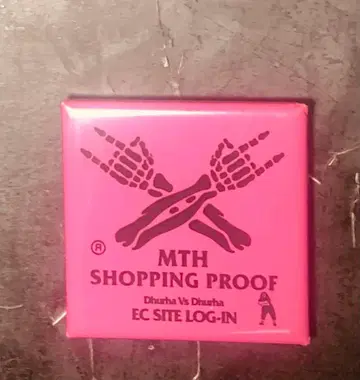 ®
MTH
SHOPPING PROOF
Dhurha Vs Dhurha
EC SITE LOG-IN